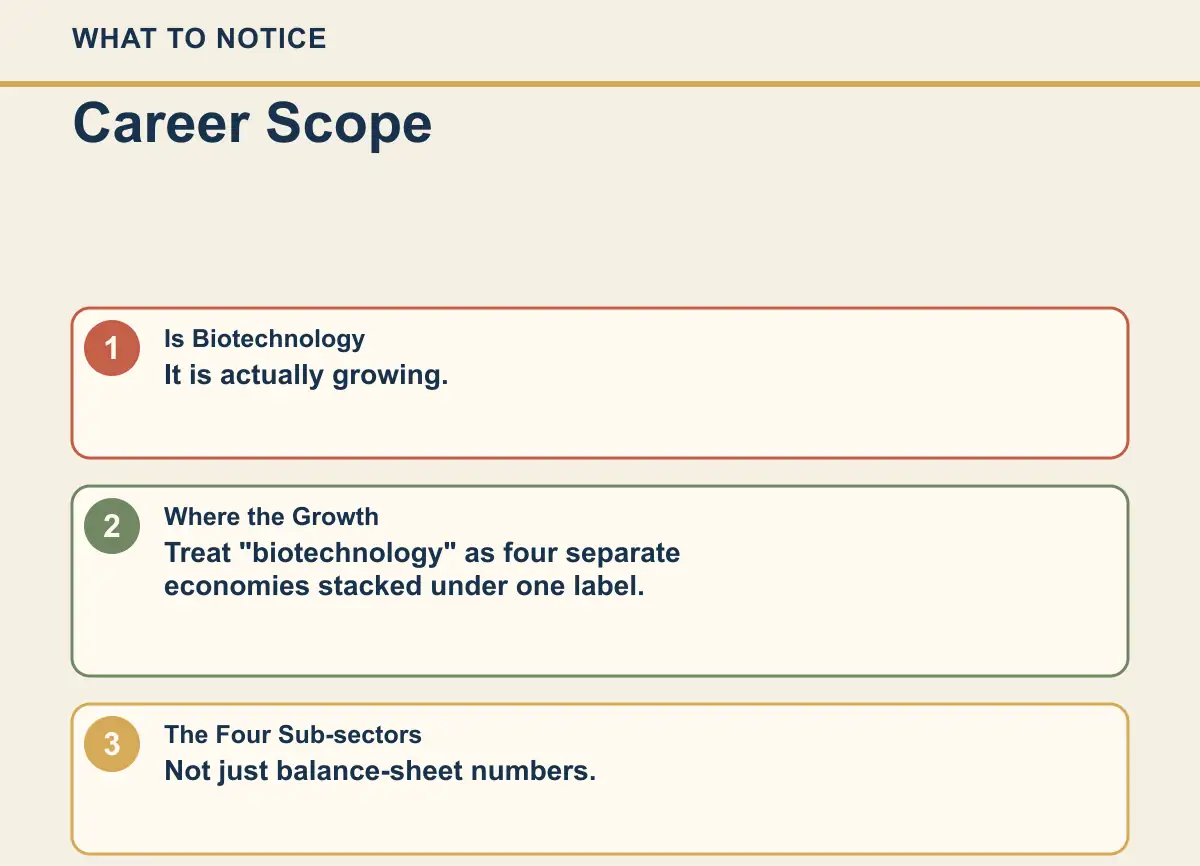 WHAT TO NOTICE
Career Scope
1
Is Biotechnology
It is actually growing.
2
Where the Growth
Treat "biotechnology" as four separate
economies stacked under one label.
3
The Four Sub-sectors
Not just balance-sheet numbers.